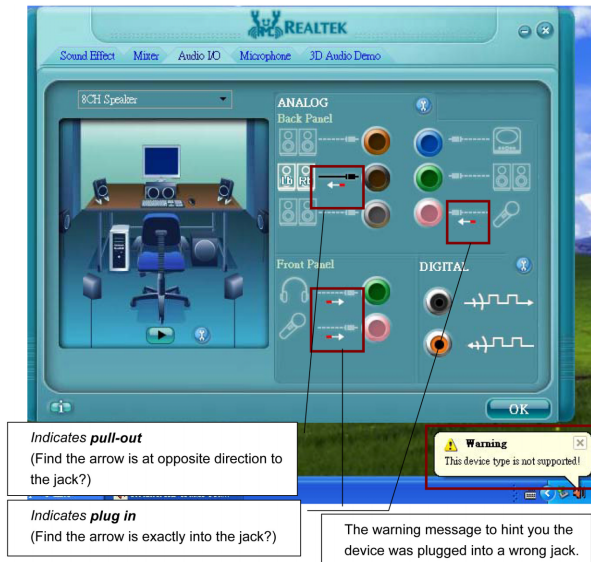 REALTEK
Sound Effect Mixer Audio I/O Microphone 3D Audio Demo
8CH Speaker
ANALOG
Back Panel
Front Panel
DIGITAL
OK
Warning
This device type is not supported!
Indicates pull-out
(Find the arrow is at opposite direction to
the jack?)
Indicates plug in
(Find the arrow is exactly into the jack?)
The warning message to hint you the
device was plugged into a wrong jack.